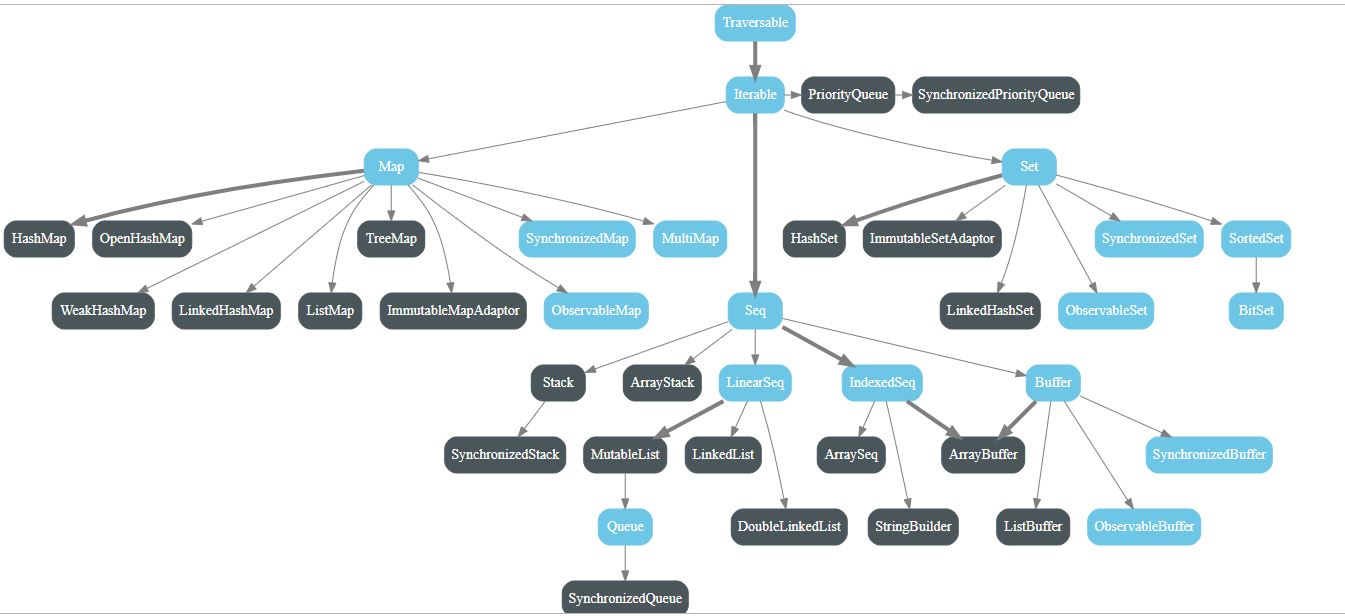 Traversable
Iterable
PriorityQueue
SynchronizedPriorityQueue
Map
Set
HashMap
OpenHashMap
TreeMap
SynchronizedMap
MultiMap
HashSet
ImmutableSetAdaptor
SynchronizedSet
SortedSet
WeakHashMap
LinkedHashMap
ListMap
ImmutableMapAdaptor
ObservableMap
Seq
LinkedHashSet
ObservableSet
BitSet
Stack
ArrayStack
LinearSeq
IndexedSeq
Buffer
SynchronizedStack
MutableList
LinkedList
ArraySeq
ArrayBuffer
SynchronizedBuffer
Queue
DoubleLinkedList
StringBuilder
ListBuffer
ObservableBuffer
SynchronizedQueue